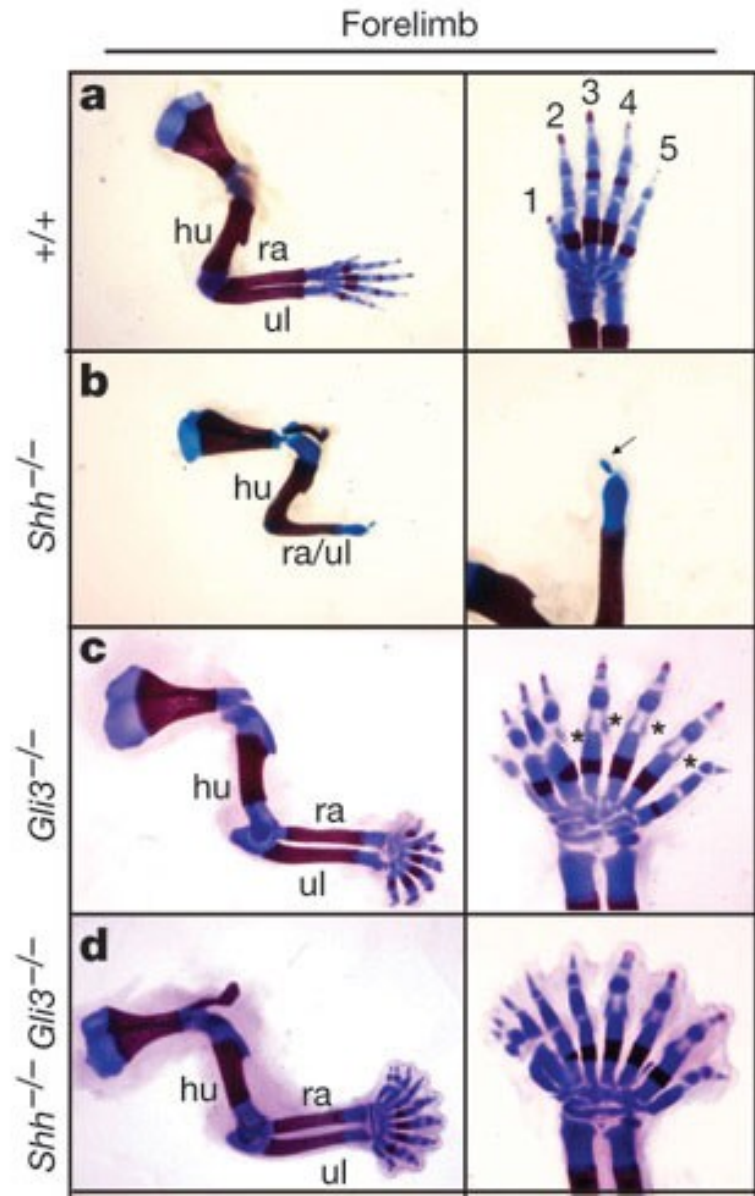 Forelimb
+/+
a
hu
ra
ul
1
2
3
4
5
Shh−/−
b
hu
ra/ul
Gli3−/−
c
hu
ra
ul
*
*
*
*
Shh−/− Gli3−/−
d
hu
ra
ul